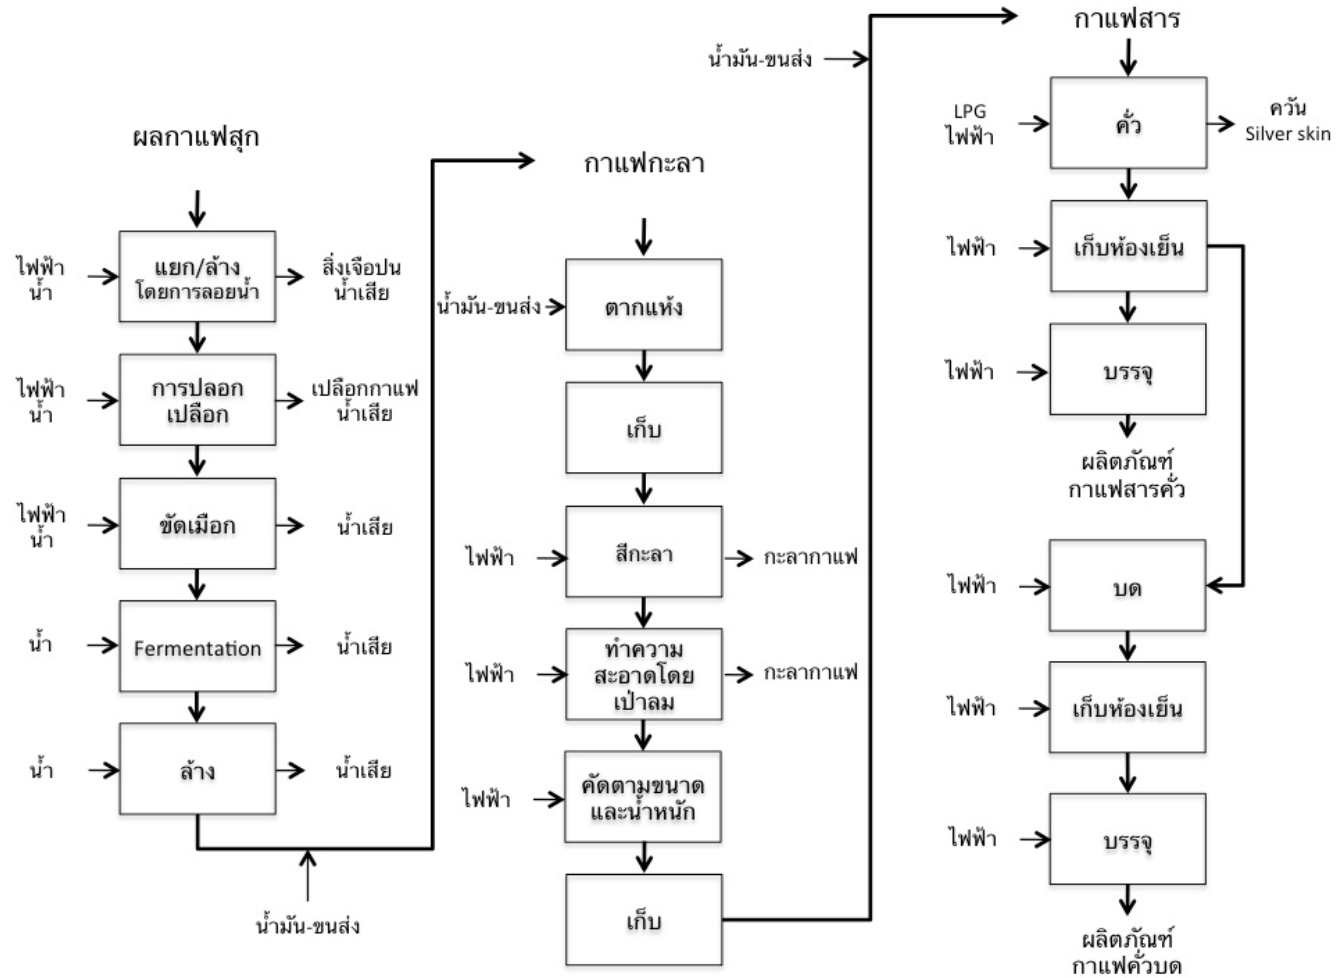 ผลกาแฟสุก
ไฟฟ้า
น้ำ
แยก/ล้าง
โดยการลอยน้ำ
สิ่งเจือปน
น้ำเสีย
ไฟฟ้า
น้ำ
การปลอก
เปลือก
เปลือกกาแฟ
น้ำเสีย
ไฟฟ้า
น้ำ
ขัดเมือก
น้ำเสีย
น้ำ
Fermentation
น้ำเสีย
น้ำ
ล้าง
น้ำเสีย
น้ำมัน-ขนส่ง
กาแฟกะลา
น้ำมัน-ขนส่ง
ตากแห้ง
เก็บ
ไฟฟ้า
สีกะลา
กะลากาแฟ
ไฟฟ้า
ทำความ
สะอาดโดย
เป่าลม
กะลากาแฟ
ไฟฟ้า
คัดตามขนาด
และน้ำหนัก
เก็บ
น้ำมัน-ขนส่ง
กาแฟสาร
LPG
ไฟฟ้า
คั่ว
ควัน
Silver skin
ไฟฟ้า
เก็บห้องเย็น
ไฟฟ้า
บรรจุ
ผลิตภัณฑ์
กาแฟสารคั่ว
ไฟฟ้า
บด
ไฟฟ้า
เก็บห้องเย็น
ไฟฟ้า
บรรจุ
ผลิตภัณฑ์
กาแฟคั่วบด